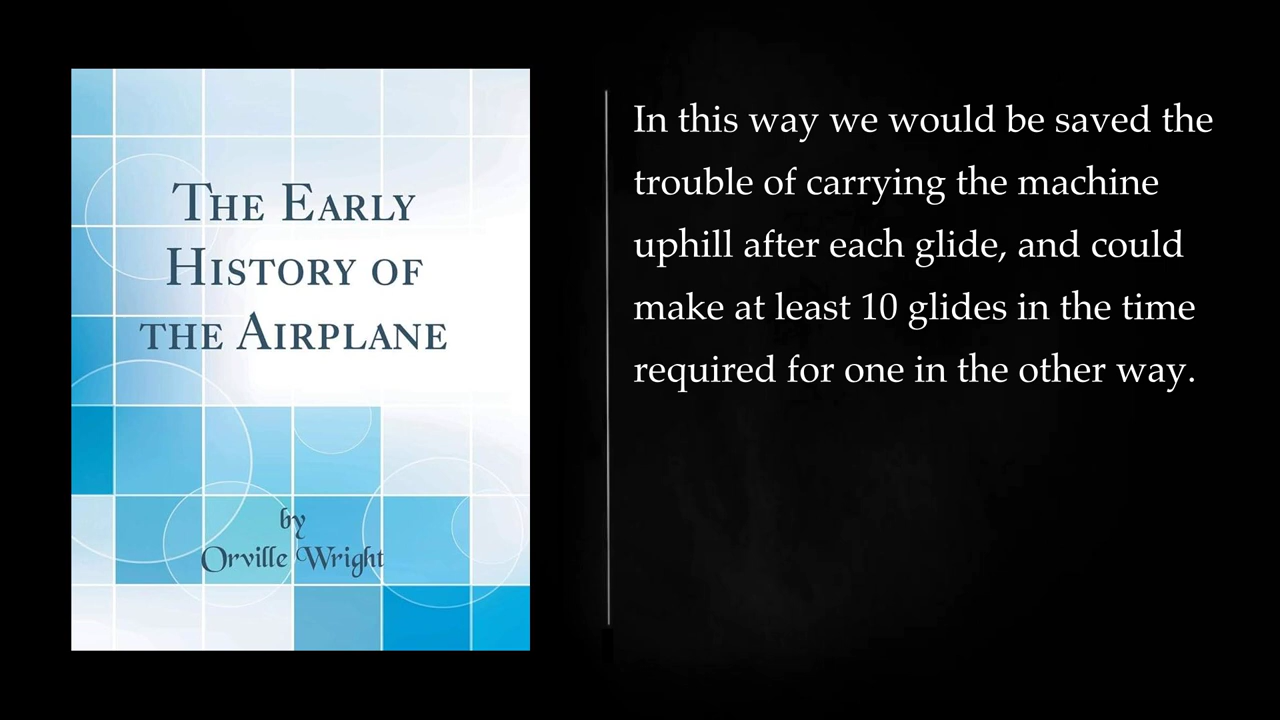 The Early
History of
the Airplane
by
Orville Wright
In this way we would be saved the
trouble of carrying the machine
uphill after each glide, and could
make at least 10 glides in the time
required for one in the other way.